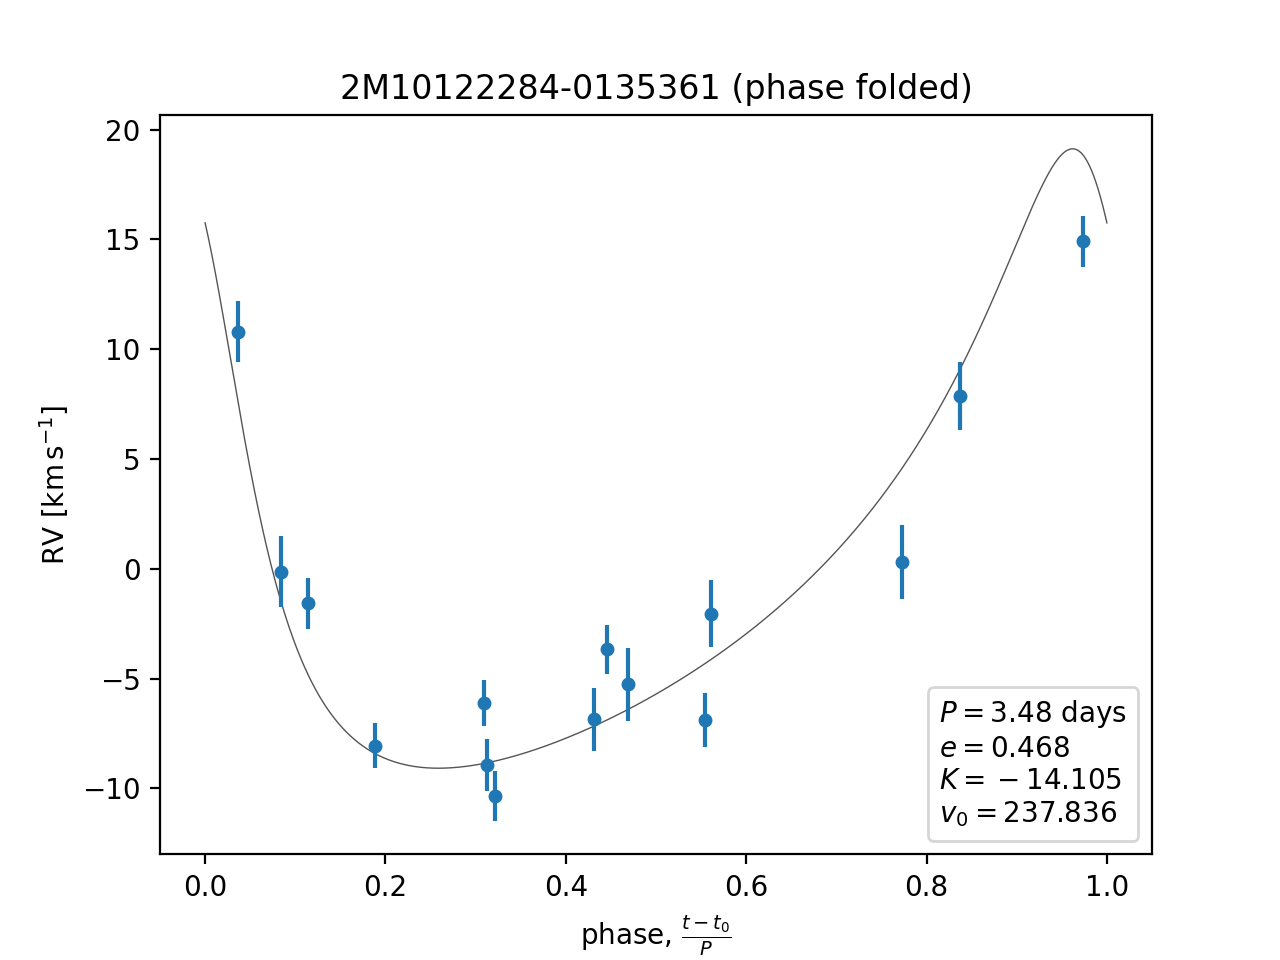 2M10122284-0135361 (phase folded)
20
15
10
5
0
−5
−10
RV [km s⁻¹]
P = 3.48 days
e = 0.468
K = −14.105
v₀ = 237.836
0.0 0.2 0.4 0.6 0.8 1.0
phase, (t − t₀)/P